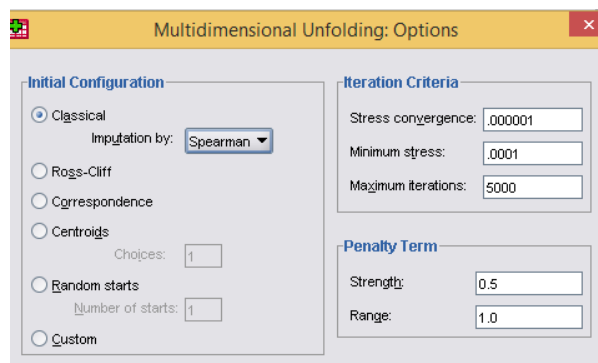 Multidimensional Unfolding: Options
Initial Configuration
Classical
Imputation by: Spearman
Ross-Cliff
Correspondence
Centroids
Choices: 1
Random starts
Number of starts: 1
Custom
Iteration Criteria
Stress convergence: .000001
Minimum stress: .0001
Maximum iterations: 5000
Penalty Term
Strength: 0.5
Range: 1.0